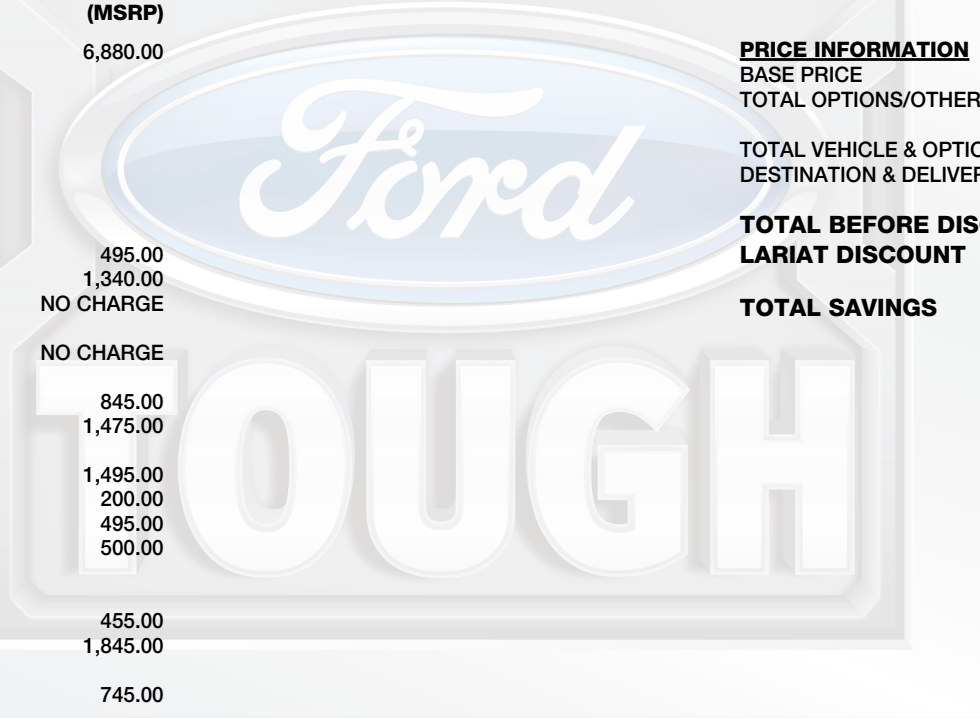 (MSRP)
6,880.00
495.00
1,340.00
NO CHARGE
NO CHARGE
845.00
1,475.00
1,495.00
200.00
495.00
500.00
455.00
1,845.00
745.00
PRICE INFORMATION
BASE PRICE
TOTAL OPTIONS/OTHER
TOTAL VEHICLE & OPTIO
DESTINATION & DELIVER
TOTAL BEFORE DISC
LARIAT DISCOUNT
TOTAL SAVINGS
Ford
TOUGH